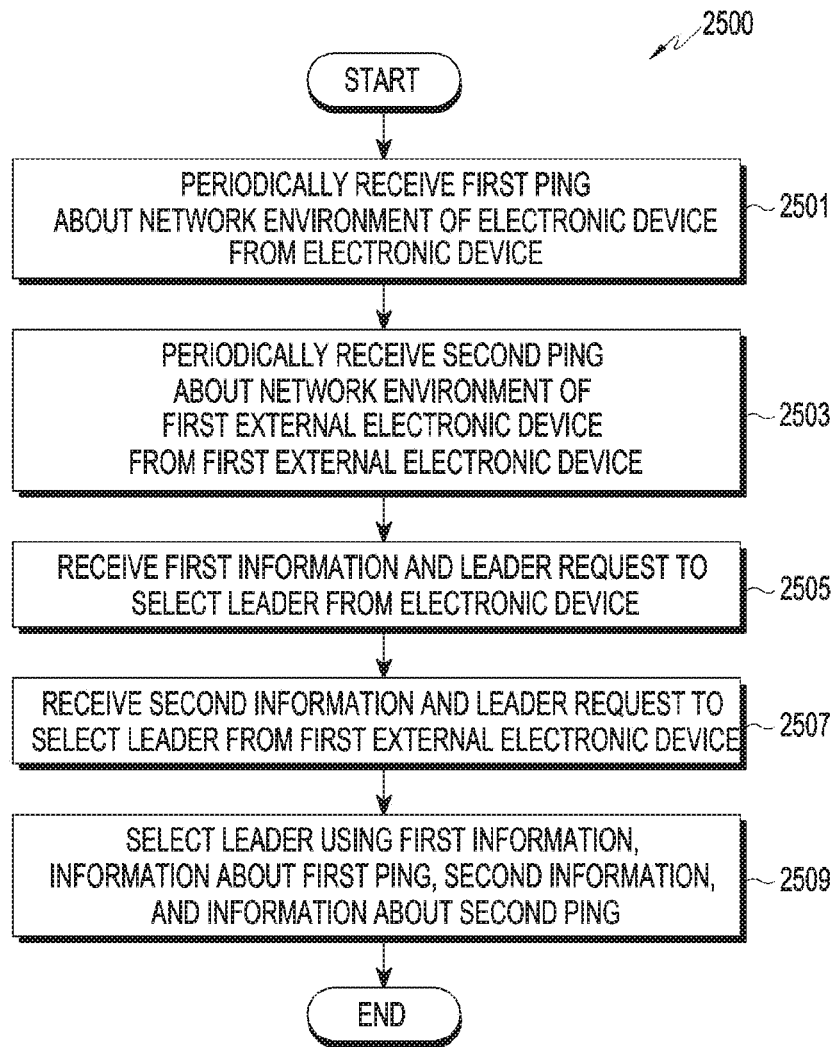 2500
START
PERIODICALLY RECEIVE FIRST PING
ABOUT NETWORK ENVIRONMENT OF ELECTRONIC DEVICE
FROM ELECTRONIC DEVICE
2501
PERIODICALLY RECEIVE SECOND PING
ABOUT NETWORK ENVIRONMENT OF
FIRST EXTERNAL ELECTRONIC DEVICE
FROM FIRST EXTERNAL ELECTRONIC DEVICE
2503
RECEIVE FIRST INFORMATION AND LEADER REQUEST TO
SELECT LEADER FROM ELECTRONIC DEVICE
2505
RECEIVE SECOND INFORMATION AND LEADER REQUEST TO
SELECT LEADER FROM FIRST EXTERNAL ELECTRONIC DEVICE
2507
SELECT LEADER USING FIRST INFORMATION,
INFORMATION ABOUT FIRST PING, SECOND INFORMATION,
AND INFORMATION ABOUT SECOND PING
2509
END